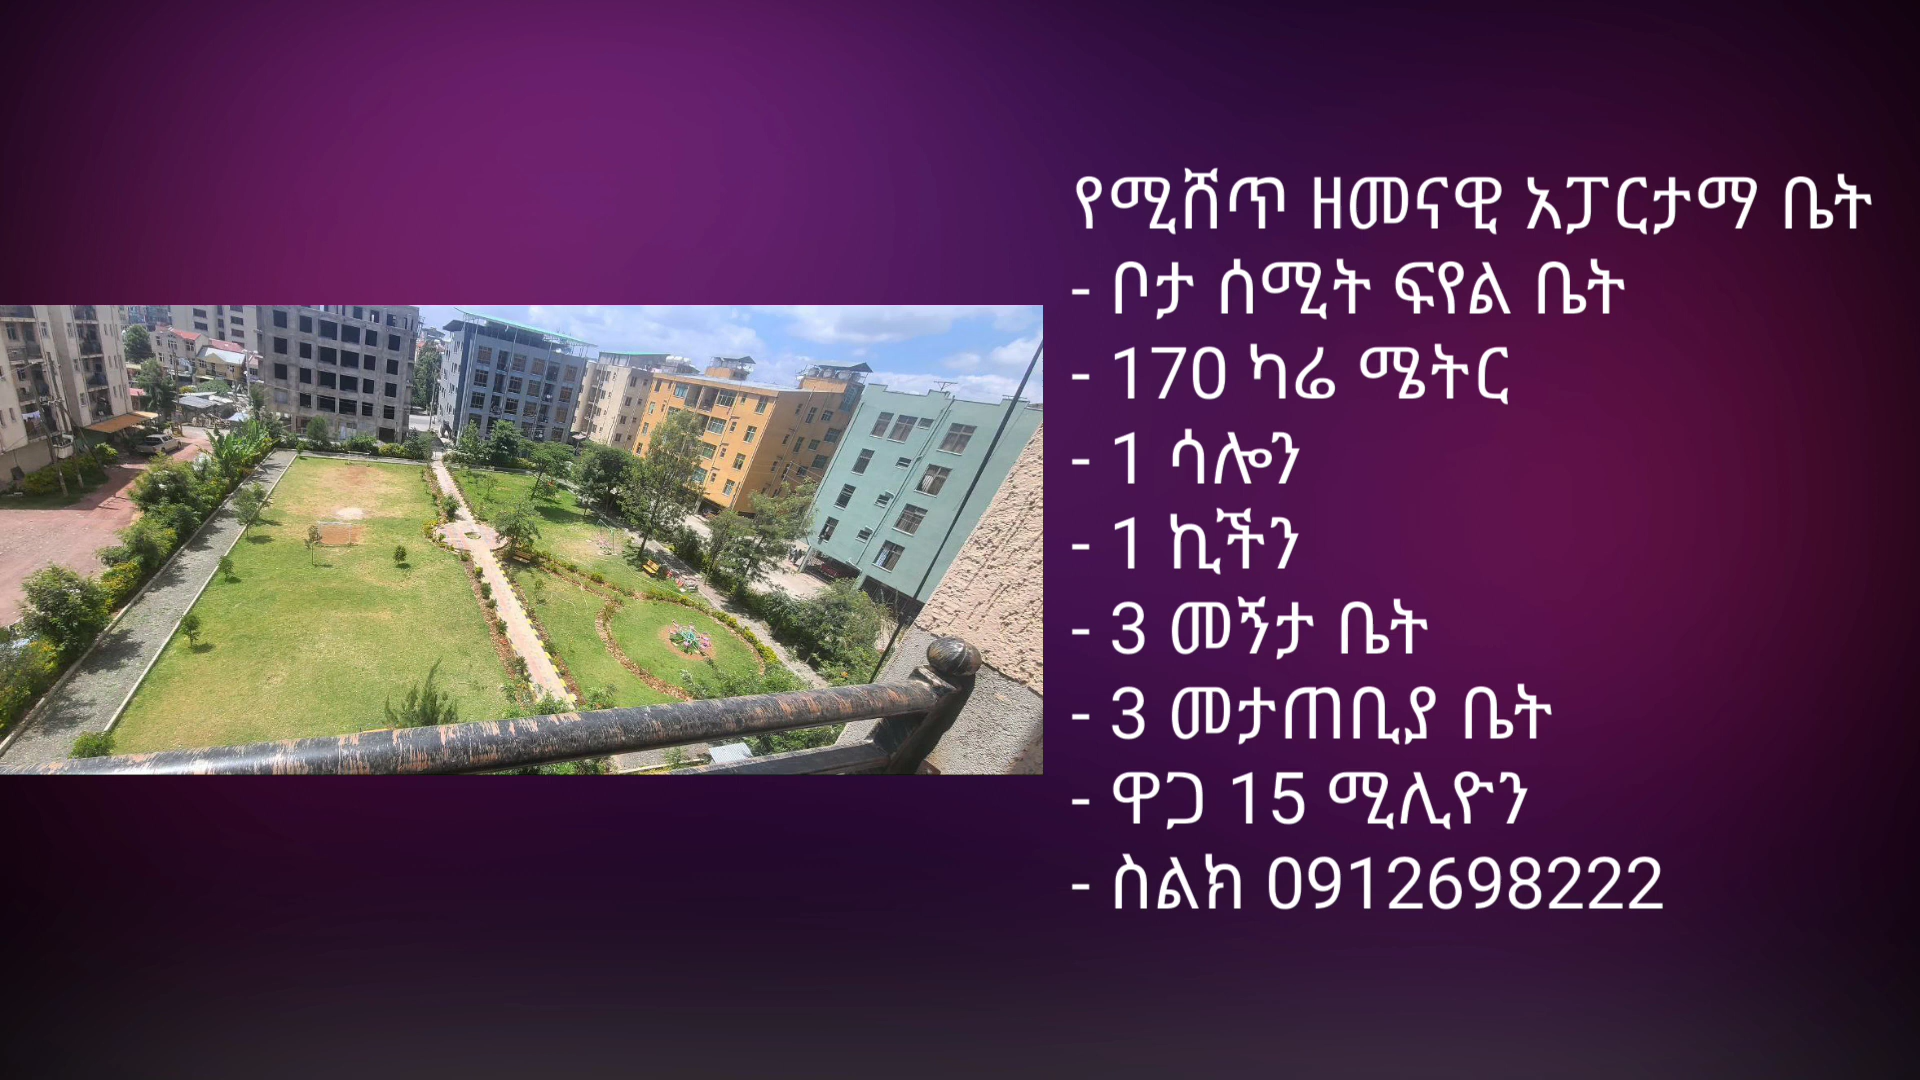 የሚሸጥ ዘመናዊ አፓርታማ ቤት
- ቦታ ሰሚት ፍየል ቤት
- 170 ካሬ ሜትር
- 1 ሳሎን
- 1 ኪችን
- 3 መኝታ ቤት
- 3 መታጠቢያ ቤት
- ዋጋ 15 ሚሊዮን
- ስልክ 0912698222